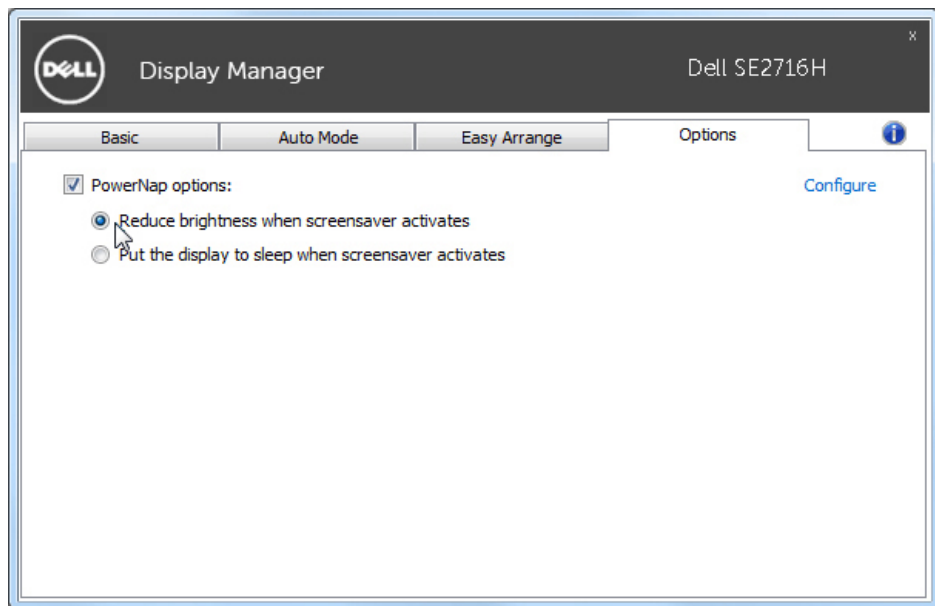 x
DELL Display Manager Dell SE2716H
Basic Auto Mode Easy Arrange Options i
PowerNap options: Configure
Reduce brightness when screensaver activates
Put the display to sleep when screensaver activates